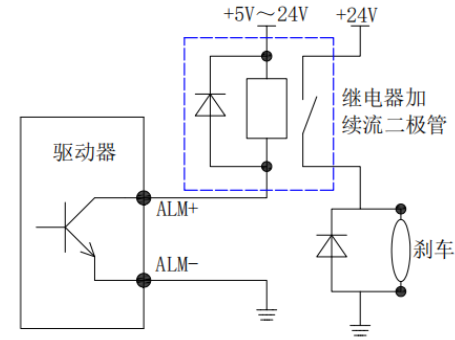 +5V～24V
+24V
继电器加
续流二极管
驱动器
ALM+
ALM-
刹车